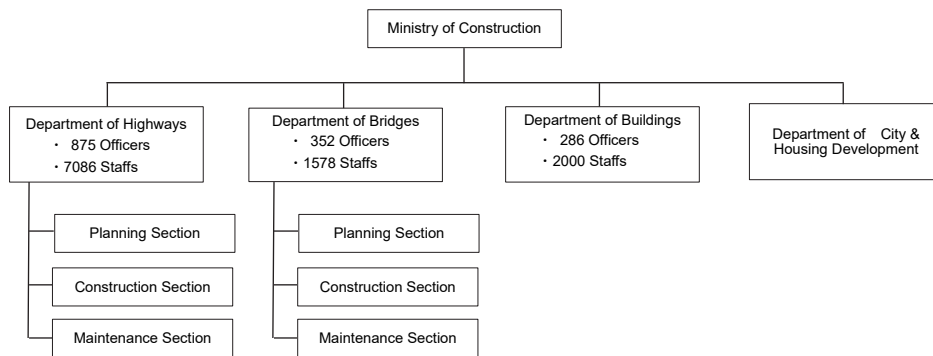 Ministry of Construction
Department of Highways
・ 875 Officers
・ 7086 Staffs
Planning Section
Construction Section
Maintenance Section
Department of Bridges
・ 352 Officers
・ 1578 Staffs
Planning Section
Construction Section
Maintenance Section
Department of Buildings
・ 286 Officers
・ 2000 Staffs
Department of City &
Housing Development